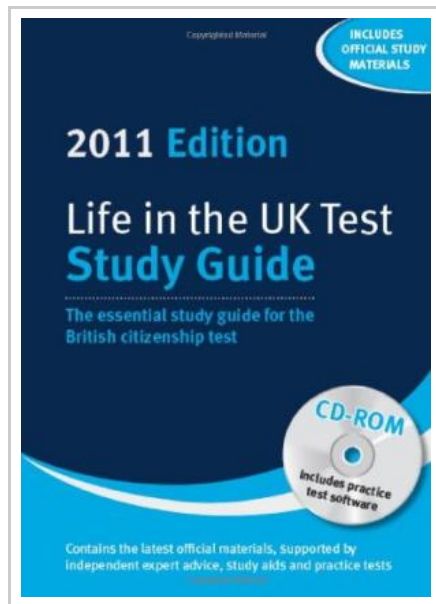 Copyrighted Material
INCLUDES
OFFICIAL STUDY
MATERIALS
2011 Edition
Life in the UK Test
Study Guide
The essential study guide for the
British citizenship test
CD-ROM
Includes practice
test software
Contains the latest official materials, supported by
independent expert advice, study aids and practice tests
Copyrighted Material